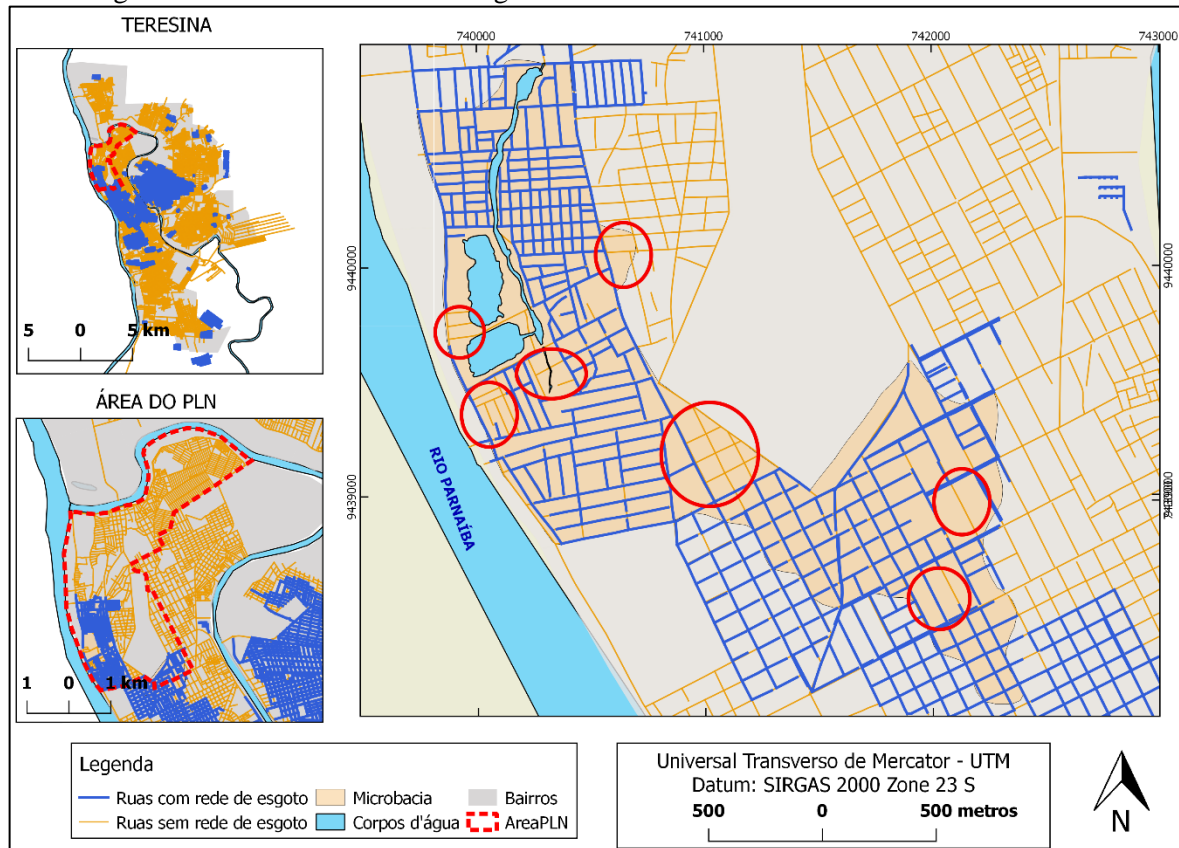 TERESINA
5 0 5 km
ÁREA DO PLN
1 0 1 km
740000 741000 742000 743000
9440000
9439000
9440000
RIO PARNAÍBA
Legenda
Ruas com rede de esgoto
Ruas sem rede de esgoto
Microbacia
Corpos d'água
Bairros
AreaPLN
Universal Transverso de Mercator - UTM
Datum: SIRGAS 2000 Zone 23 S
500 0 500 metros
N